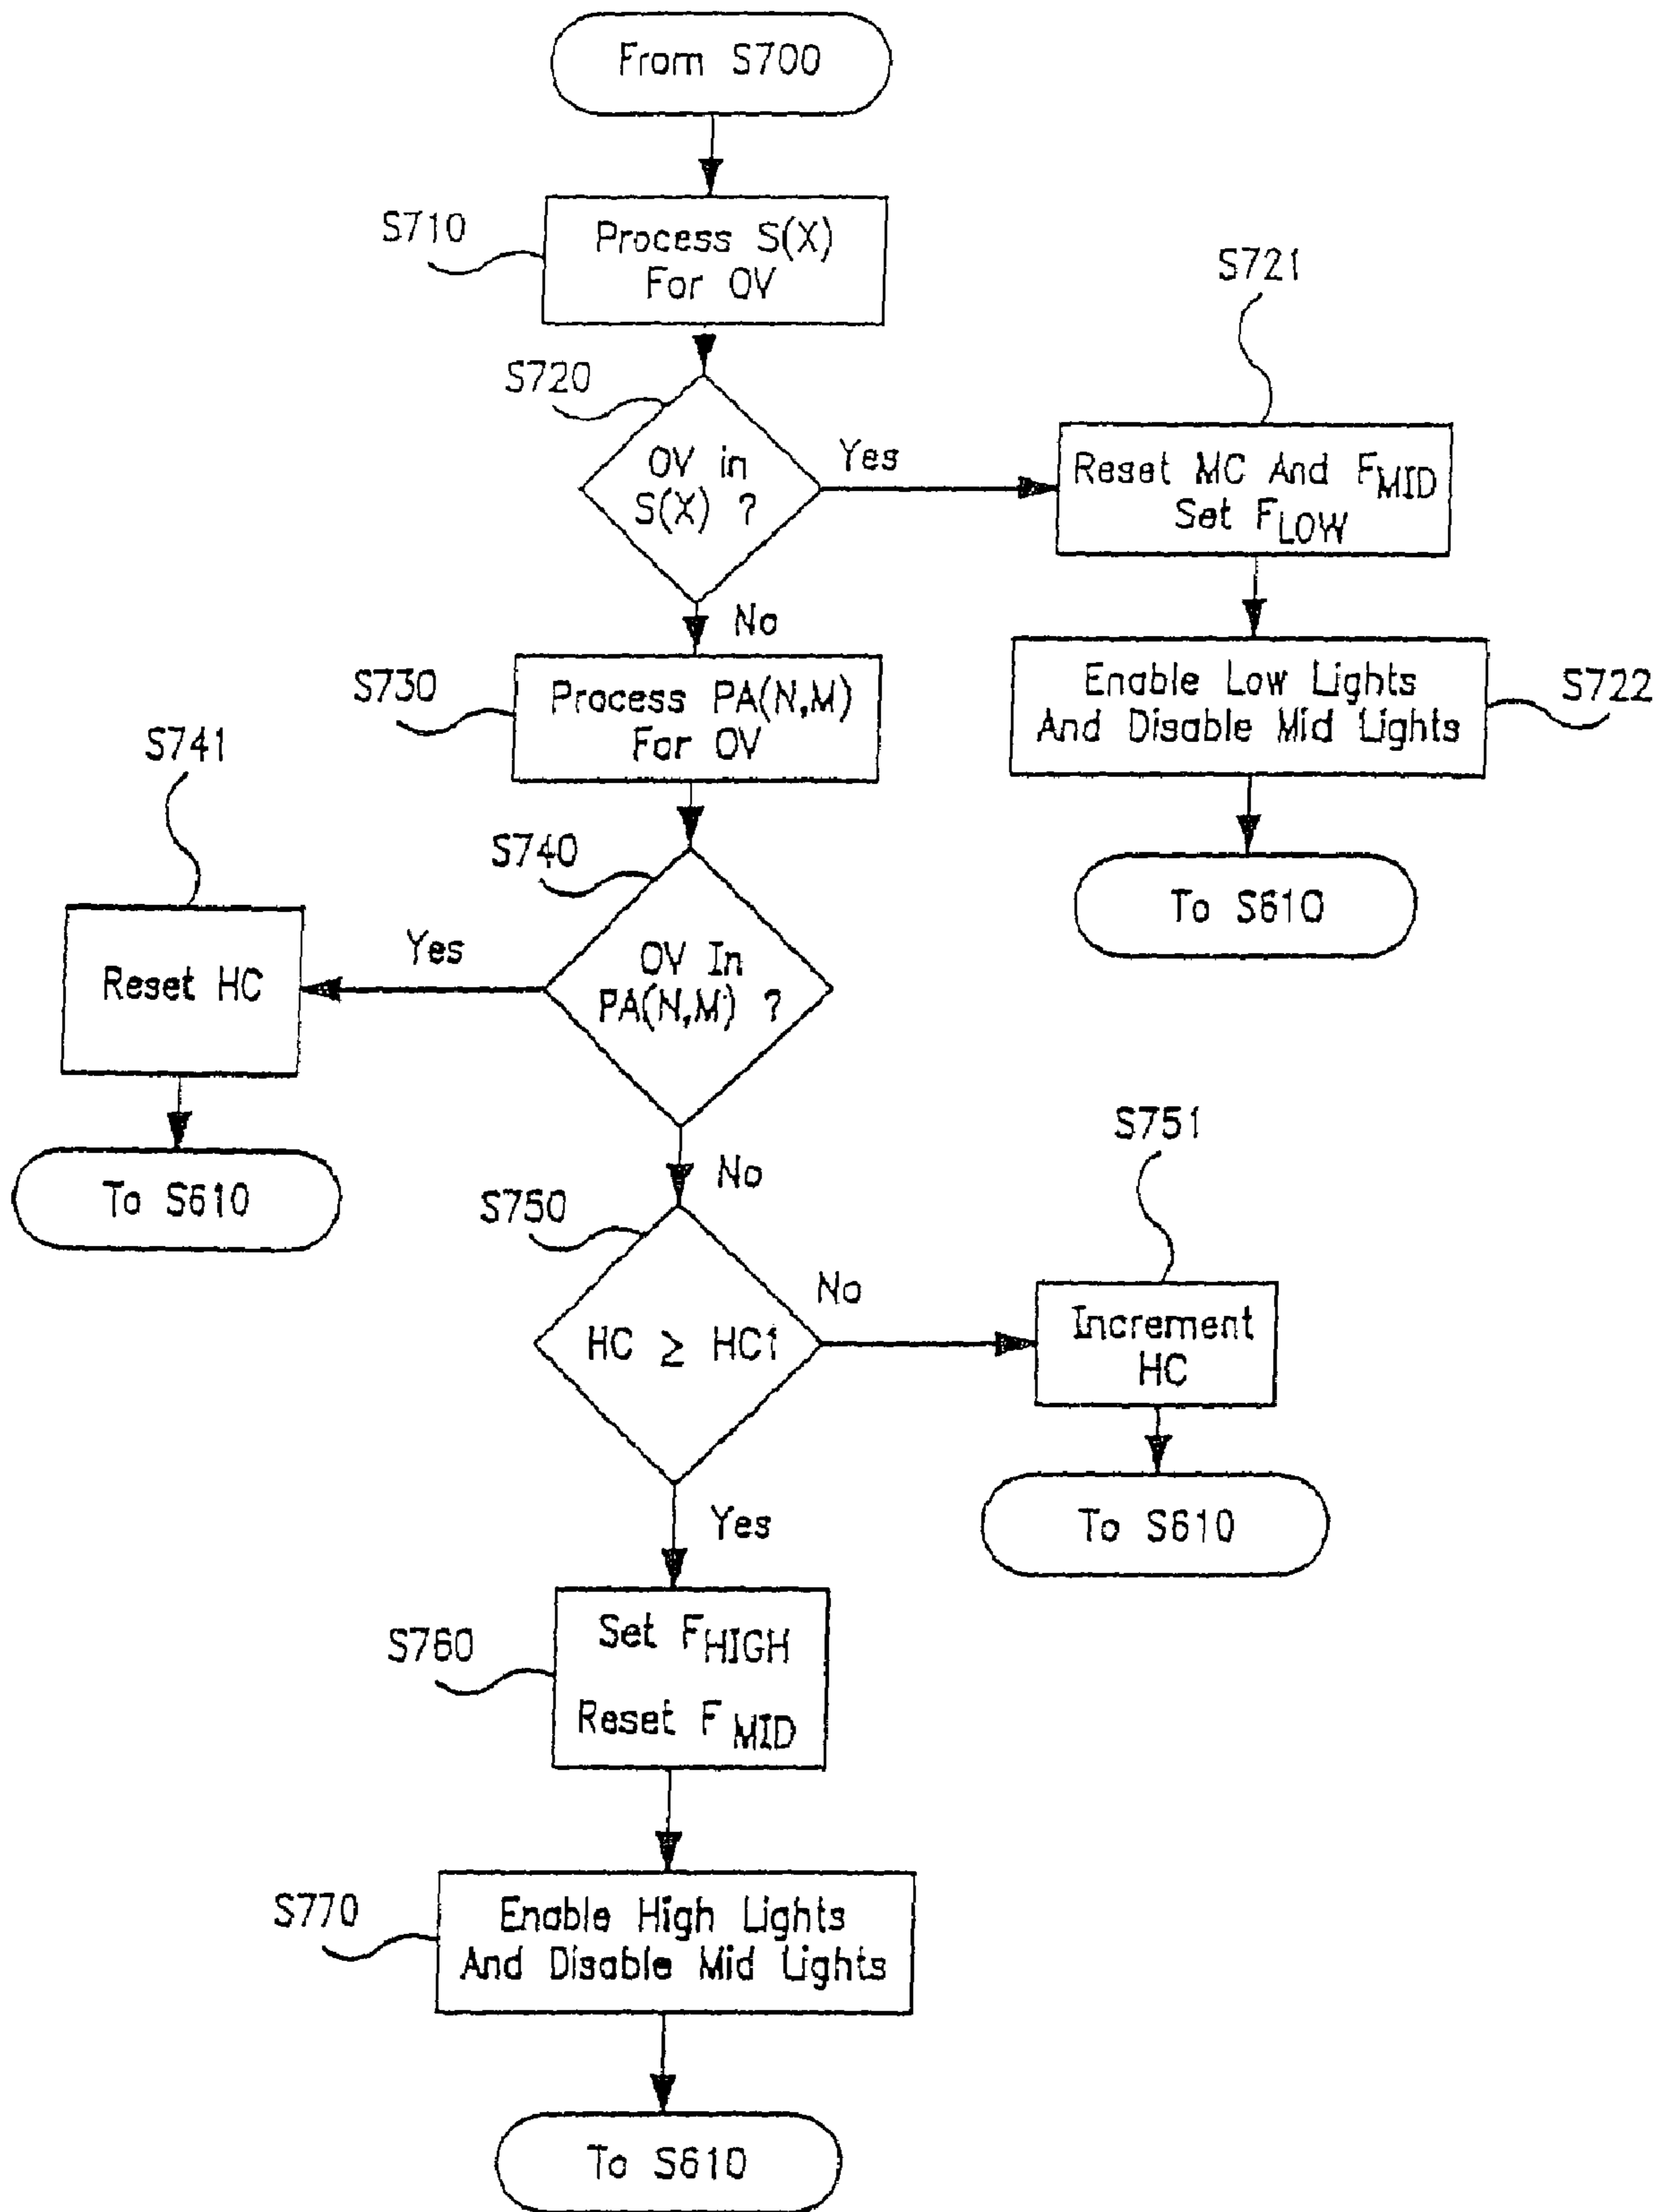 From S700
S710
Process S(X)
For OV
S721
S720
OV in
S(X) ?
Yes
Reset MC And FMID
Set FLOW
No
S730
Process PA(N,M)
For OV
Enable Low Lights
And Disable Mid Lights
S722
S741
S740
To S610
Reset HC
Yes
OV In
PA(N,M) ?
S751
To S610
No
S750
No
HC ≥ HC1
Increment
HC
Yes
To S610
S760
Set FHIGH
Reset FMID
S770
Enable High Lights
And Disable Mid Lights
To S610